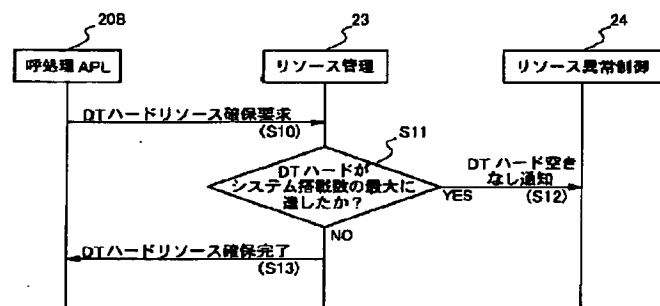 20B
23
24
呼処理 APL
リソース管理
リソース異常制御
DTハードリソース確保要求
(S10)
S11
DTハードが
システム搭載数の最大に
達したか?
DTハード空き
なし通知
YES
(S12)
NO
DTハードリソース確保完了
(S13)